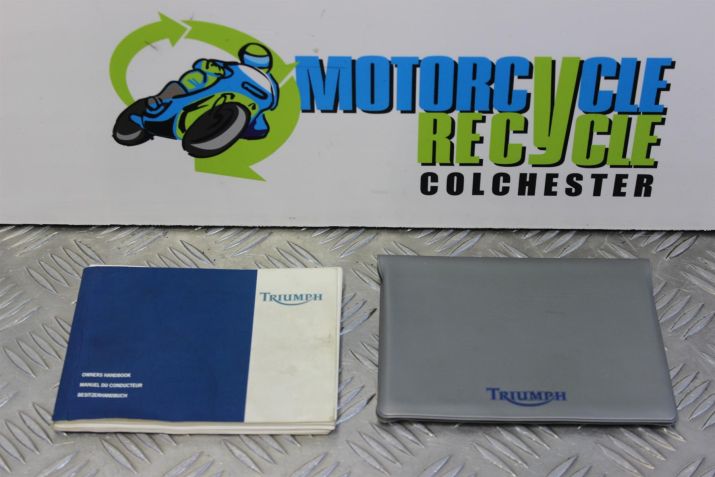 MOTORCYCLE
RECYCLE
COLCHESTER
TRIUMPH
OWNERS HANDBOOK
MANUEL DU CONDUCTEUR
BESITZERHANDBUCH
TRIUMPH